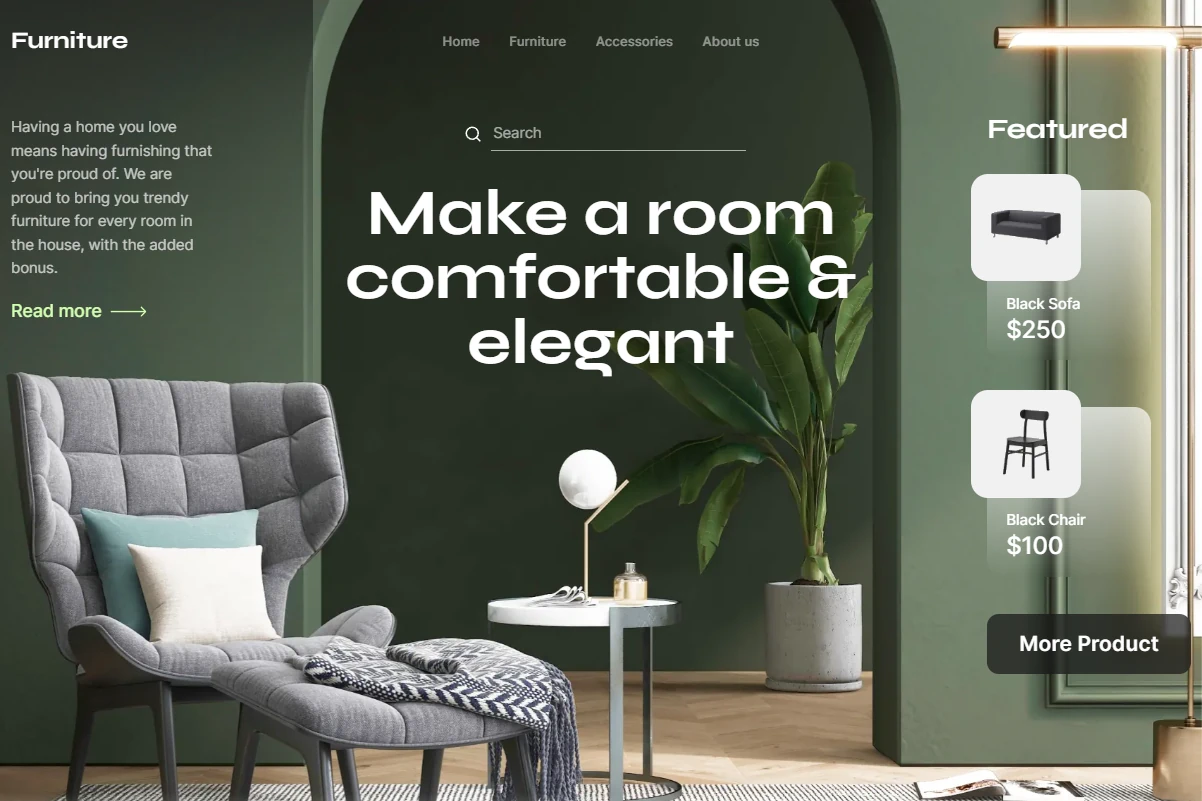 Furniture
Home
Furniture
Accessories
About us
Having a home you love
means having furnishing that
you're proud of. We are
proud to bring you trendy
furniture for every room in
the house, with the added
bonus.
Read more
Search
Make a room
comfortable &
elegant
Featured
Black Sofa
$250
Black Chair
$100
More Product